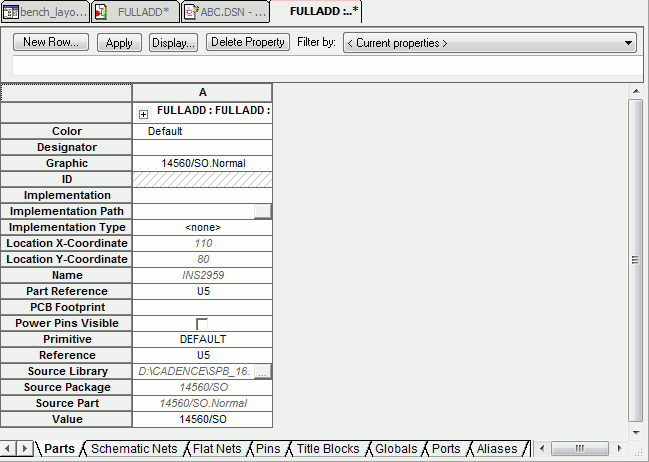 bench_layo... FULLADD* ABC.DSN - ... FULLADD :..*
New Row... Apply Display... Delete Property Filter by: < Current properties >
A
FULLADD : FULLADD :
Color Default
Designator
Graphic 14560/SO.Normal
ID
Implementation
Implementation Path
Implementation Type <none>
Location X-Coordinate 110
Location Y-Coordinate 80
Name INS2959
Part Reference U5
PCB Footprint
Power Pins Visible
Primitive DEFAULT
Reference U5
Source Library D:\CADENCE\SPB_16. ...
Source Package 14560/SO
Source Part 14560/SO.Normal
Value 14560/SO
Parts Schematic Nets Flat Nets Pins Title Blocks Globals Ports Aliases